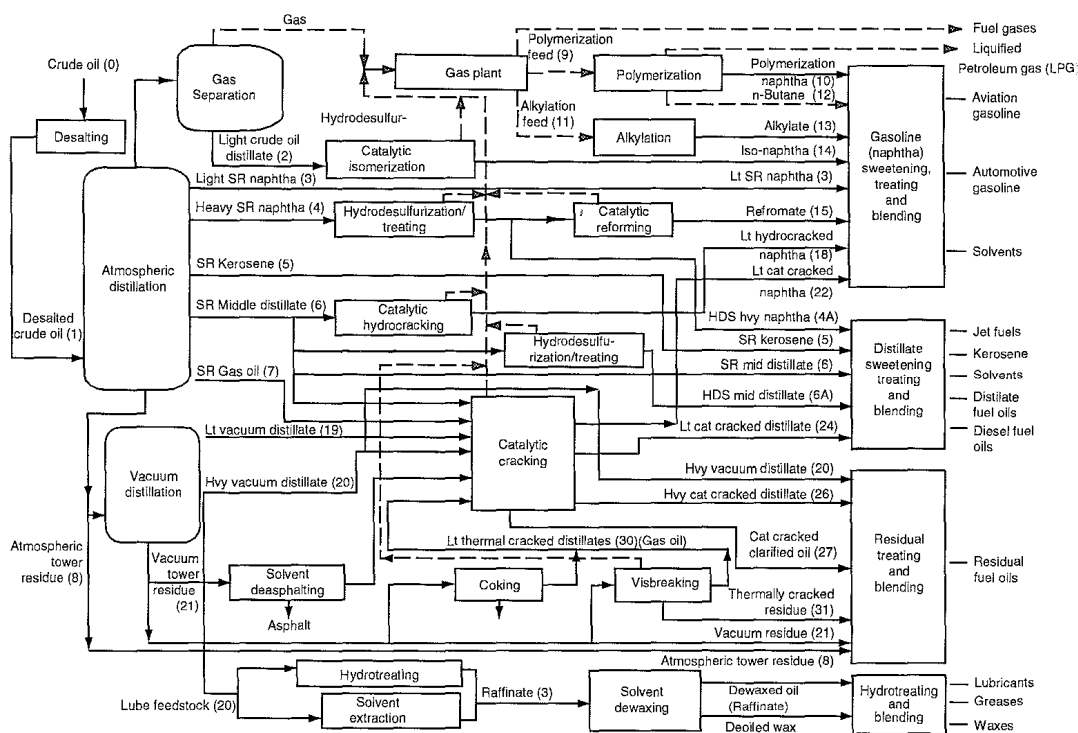 Gas
Fuel gases
Liquified
Petroleum gas (LPG)
Crude oil (0)
Desalting
Gas
Separation
Polymerization
feed (9)
Gas plant
Polymerization
Polymerization
naphtha (10)
n-Butane (12)
Aviation
gasoline
Alkylation
feed (11)
Hydrodesulfur-
Light crude oil
distillate (2)
Catalytic
isomerization
Alkylation
Alkylate (13)
Iso-naphtha (14)
Gasoline
(naphtha)
sweetening,
treating
and
blending
Automotive
gasoline
Solvents
Light SR naphtha (3)
Lt SR naphtha (3)
Heavy SR naphtha (4)
Hydrodesulfurization/
treating
Catalytic
reforming
Refromate (15)
Lt hydrocracked
naphtha (18)
Lt cat cracked
naphtha (22)
Atmospheric
distillation
SR Kerosene (5)
Desalted
crude oil (1)
SR Middle distillate (6)
Catalytic
hydrocracking
HDS hvy naphtha (4A)
SR kerosene (5)
Hydrodesulfu-
rization/treating
SR mid distillate (6)
HDS mid distillate (6A)
Distillate
sweetening
treating
and
blending
Jet fuels
Kerosene
Solvents
Distilate
fuel oils
Diesel fuel
oils
SR Gas oil (7)
Lt vacuum distillate (19)
Catalytic
cracking
Lt cat cracked distillate (24)
Vacuum
distillation
Hvy vacuum distillate (20)
Hvy vacuum distillate (20)
Hvy cat cracked distillate (26)
Atmospheric
tower
residue (8)
Vacuum
tower
residue
(21)
Lt thermal cracked distillates (30)(Gas oil)
Cat cracked
clarified oil (27)
Residual
treating
and
blending
Residual
fuel oils
Solvent
deasphalting
Asphalt
Coking
Visbreaking
Thermally cracked
residue (31)
Vacuum residue (21)
Atmospheric tower residue (8)
Lube feedstock (20)
Hydrotreating
Solvent
extraction
Raffinate (3)
Solvent
dewaxing
Dewaxed oil
(Raffinate)
Deoiled wax
Hydrotreating
and
blending
Lubricants
Greases
Waxes